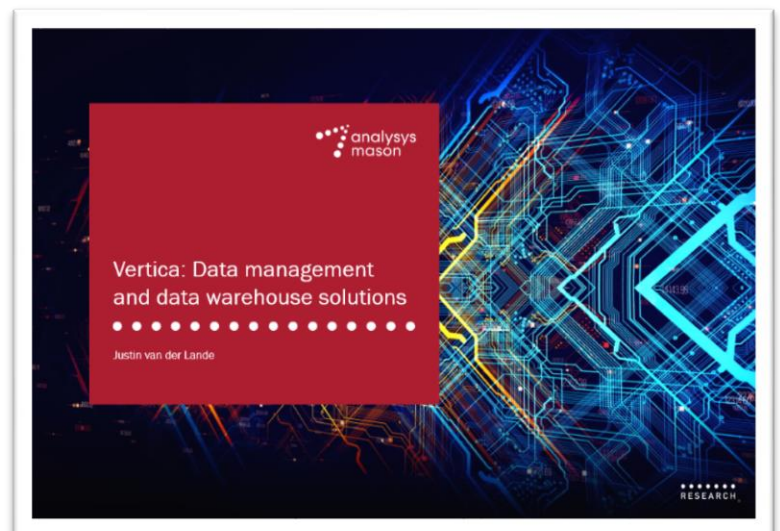 analysys
mason
Vertica: Data management
and data warehouse solutions
Justin van der Lande
RESEARCH